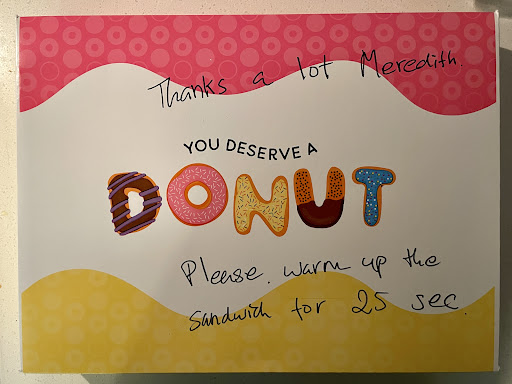 Thanks a lot Meredith.
YOU DESERVE A
DONUT
Please. warm up the
sandwich for 25 sec.